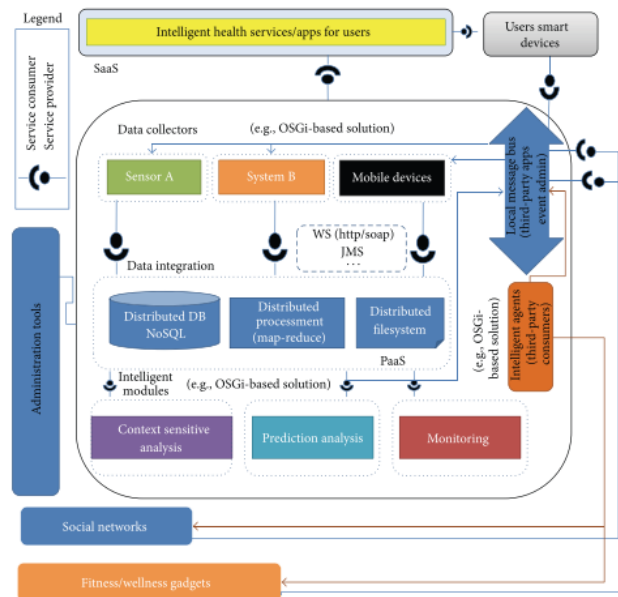 Legend
Service consumer
Service provider
Intelligent health services/apps for users
SaaS
Users smart
devices
Data collectors
(e.g., OSGi-based solution)
Sensor A
System B
Mobile devices
Local message bus
(third-party apps
event admin)
WS (http/soap)
JMS
...
Data integration
Distributed DB
NoSQL
Distributed
processment
(map-reduce)
Distributed
filesystem
PaaS
(e.g., OSGi-
based solution)
Intelligent agents
(third-party
consumers)
Administration tools
Intelligent
modules
(e.g., OSGi-based solution)
Context sensitive
analysis
Prediction analysis
Monitoring
Social networks
Fitness/wellness gadgets